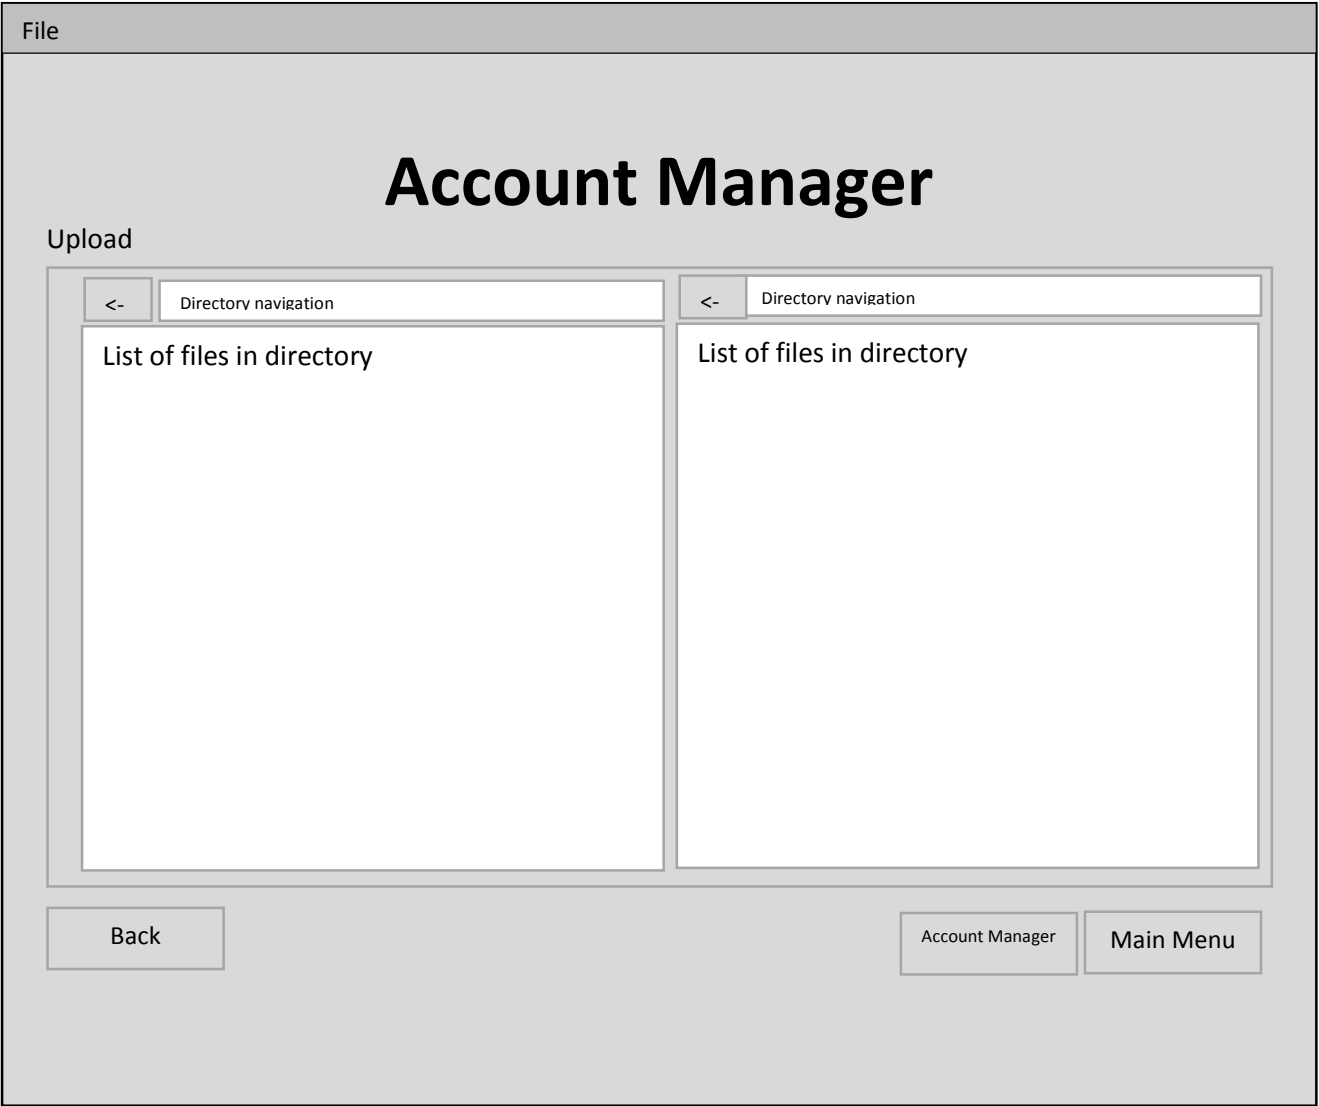 File
Account Manager
Upload
<-
Directory navigation
<-
Directory navigation
List of files in directory
List of files in directory
Back
Account Manager
Main Menu